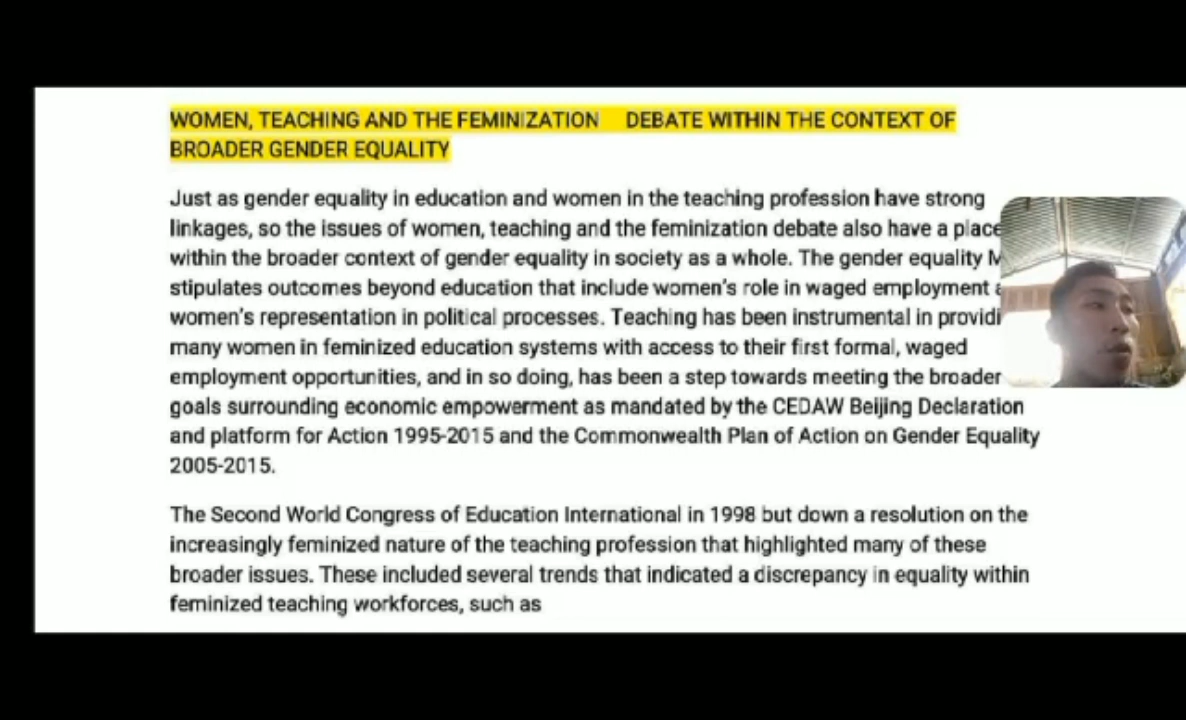 WOMEN, TEACHING AND THE FEMINIZATION DEBATE WITHIN THE CONTEXT OF
BROADER GENDER EQUALITY
Just as gender equality in education and women in the teaching profession have strong
linkages, so the issues of women, teaching and the feminization debate also have a place
within the broader context of gender equality in society as a whole. The gender equality
stipulates outcomes beyond education that include women's role in waged employment
women's representation in political processes. Teaching has been instrumental in
many women in feminized education systems with access to their first formal, waged
employment opportunities, and in so doing, has been a step towards meeting the broader
goals surrounding economic empowerment as mandated by the CEDAW Beijing Declaration
and platform for Action 1995-2015 and the Commonwealth Plan of Action on Gender Equality
2005-2015.
The Second World Congress of Education International in 1998 but down a resolution on the
increasingly feminized nature of the teaching profession that highlighted many of these
broader issues. These included several trends that indicated a discrepancy in equality within
feminized teaching workforces, such as